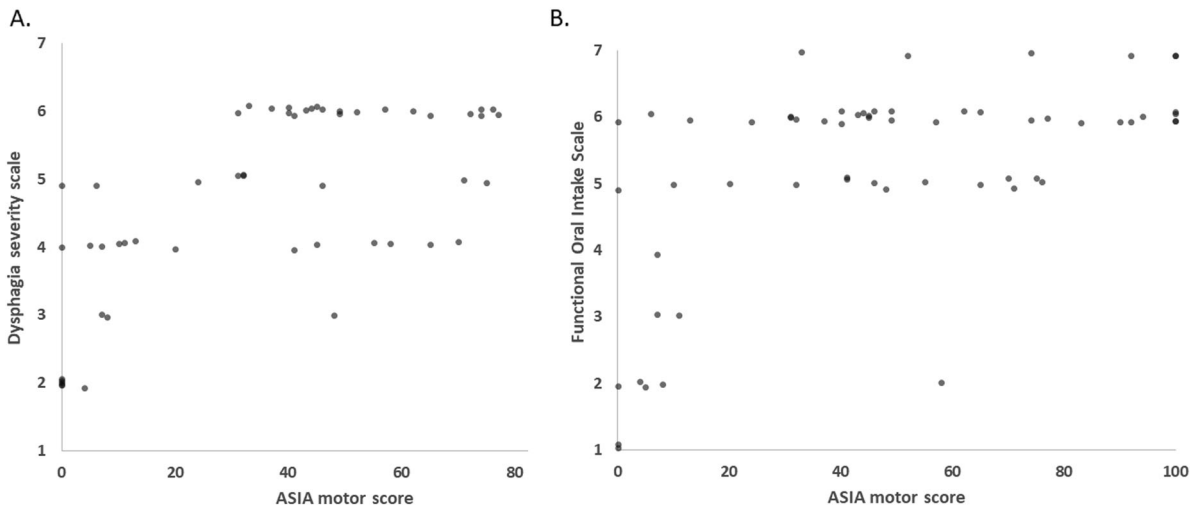 A.
7
6
5
4
3
2
1
Dysphagia severity scale
0 20 40 60 80
ASIA motor score
B.
7
6
5
4
3
2
1
Functional Oral Intake Scale
0 20 40 60 80 100
ASIA motor score